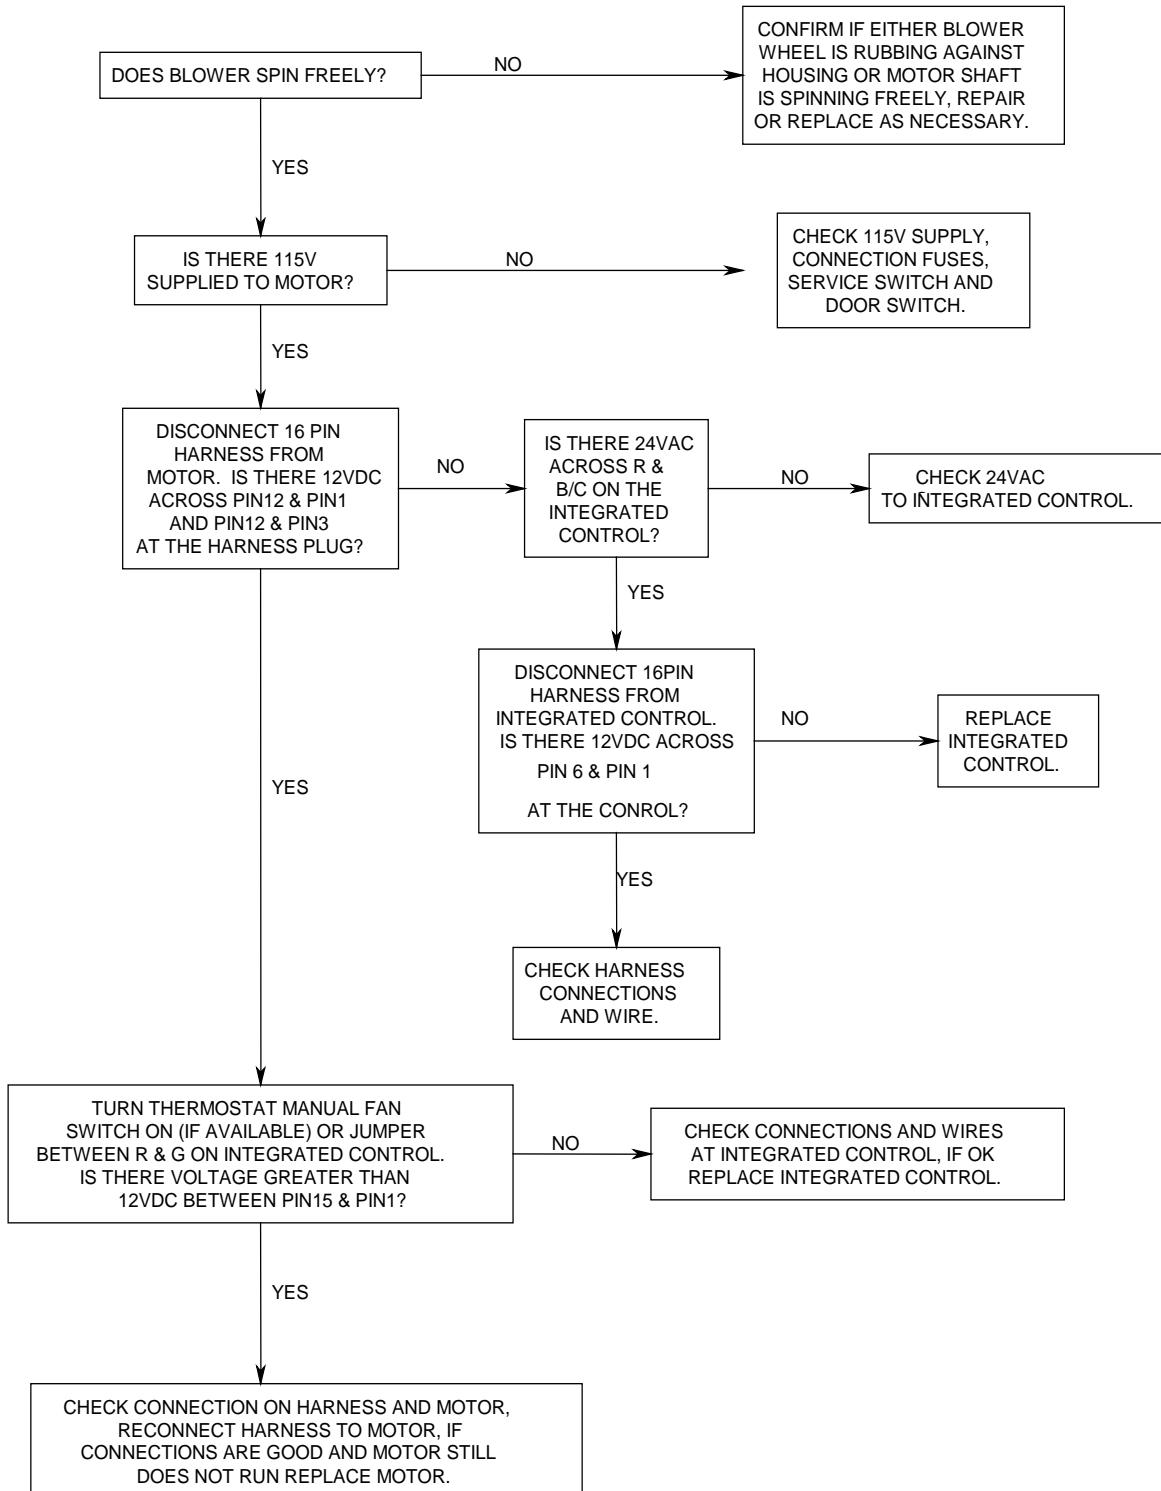 DOES BLOWER SPIN FREELY?
NO
CONFIRM IF EITHER BLOWER
WHEEL IS RUBBING AGAINST
HOUSING OR MOTOR SHAFT
IS SPINNING FREELY, REPAIR
OR REPLACE AS NECESSARY.
YES
IS THERE 115V
SUPPLIED TO MOTOR?
NO
CHECK 115V SUPPLY,
CONNECTION FUSES,
SERVICE SWITCH AND
DOOR SWITCH.
YES
DISCONNECT 16 PIN
HARNESS FROM
MOTOR. IS THERE 12VDC
ACROSS PIN12 & PIN1
AND PIN12 & PIN3
AT THE HARNESS PLUG?
NO
IS THERE 24VAC
ACROSS R &
B/C ON THE
INTEGRATED
CONTROL?
NO
CHECK 24VAC
TO INTEGRATED CONTROL.
YES
DISCONNECT 16PIN
HARNESS FROM
INTEGRATED CONTROL.
IS THERE 12VDC ACROSS
PIN 6 & PIN 1
AT THE CONROL?
NO
REPLACE
INTEGRATED
CONTROL.
YES
YES
CHECK HARNESS
CONNECTIONS
AND WIRE.
TURN THERMOSTAT MANUAL FAN
SWITCH ON (IF AVAILABLE) OR JUMPER
BETWEEN R & G ON INTEGRATED CONTROL.
IS THERE VOLTAGE GREATER THAN
12VDC BETWEEN PIN15 & PIN1?
NO
CHECK CONNECTIONS AND WIRES
AT INTEGRATED CONTROL, IF OK
REPLACE INTEGRATED CONTROL.
YES
CHECK CONNECTION ON HARNESS AND MOTOR,
RECONNECT HARNESS TO MOTOR, IF
CONNECTIONS ARE GOOD AND MOTOR STILL
DOES NOT RUN REPLACE MOTOR.